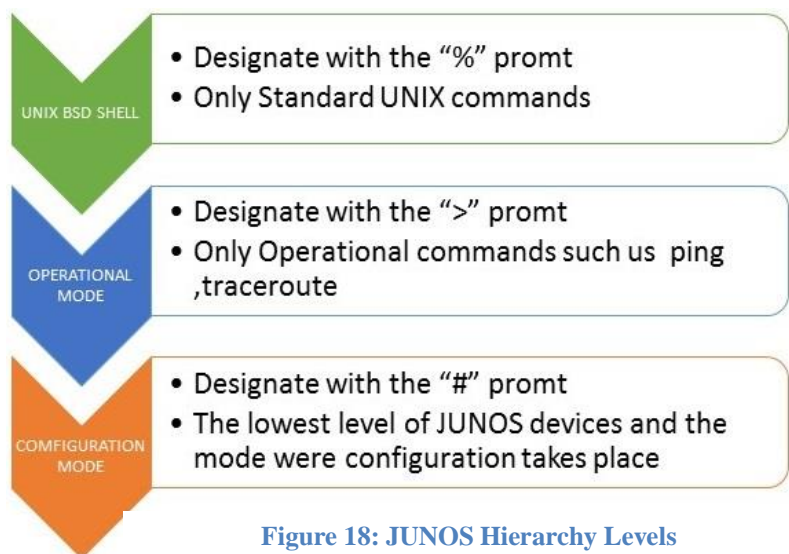 UNIX BSD SHELL
• Designate with the “%” promt
• Only Standard UNIX commands
OPERATIONAL
MODE
• Designate with the “>” promt
• Only Operational commands such us ping
,traceroute
COMFIGURATION
MODE
• Designate with the “#” promt
• The lowest level of JUNOS devices and the
mode were configuration takes place
Figure 18: JUNOS Hierarchy Levels